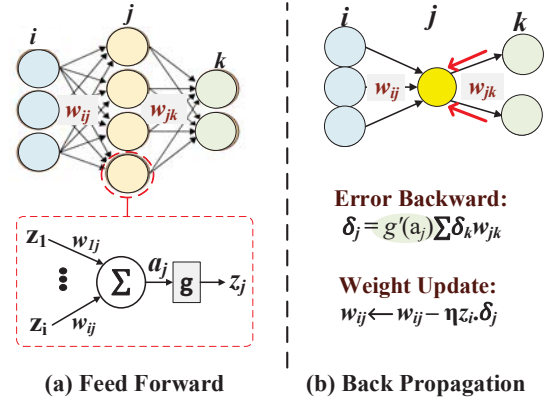 i
j
k
w_ij
w_jk
z_1
w_1j
Σ
a_j
g
z_j
z_i
w_ij
(a) Feed Forward
i
j
k
w_ij
w_jk
Error Backward:
δ_j = g'(a_j) ∑ δ_k w_jk
Weight Update:
w_ij ← w_ij − η z_i . δ_j
(b) Back Propagation